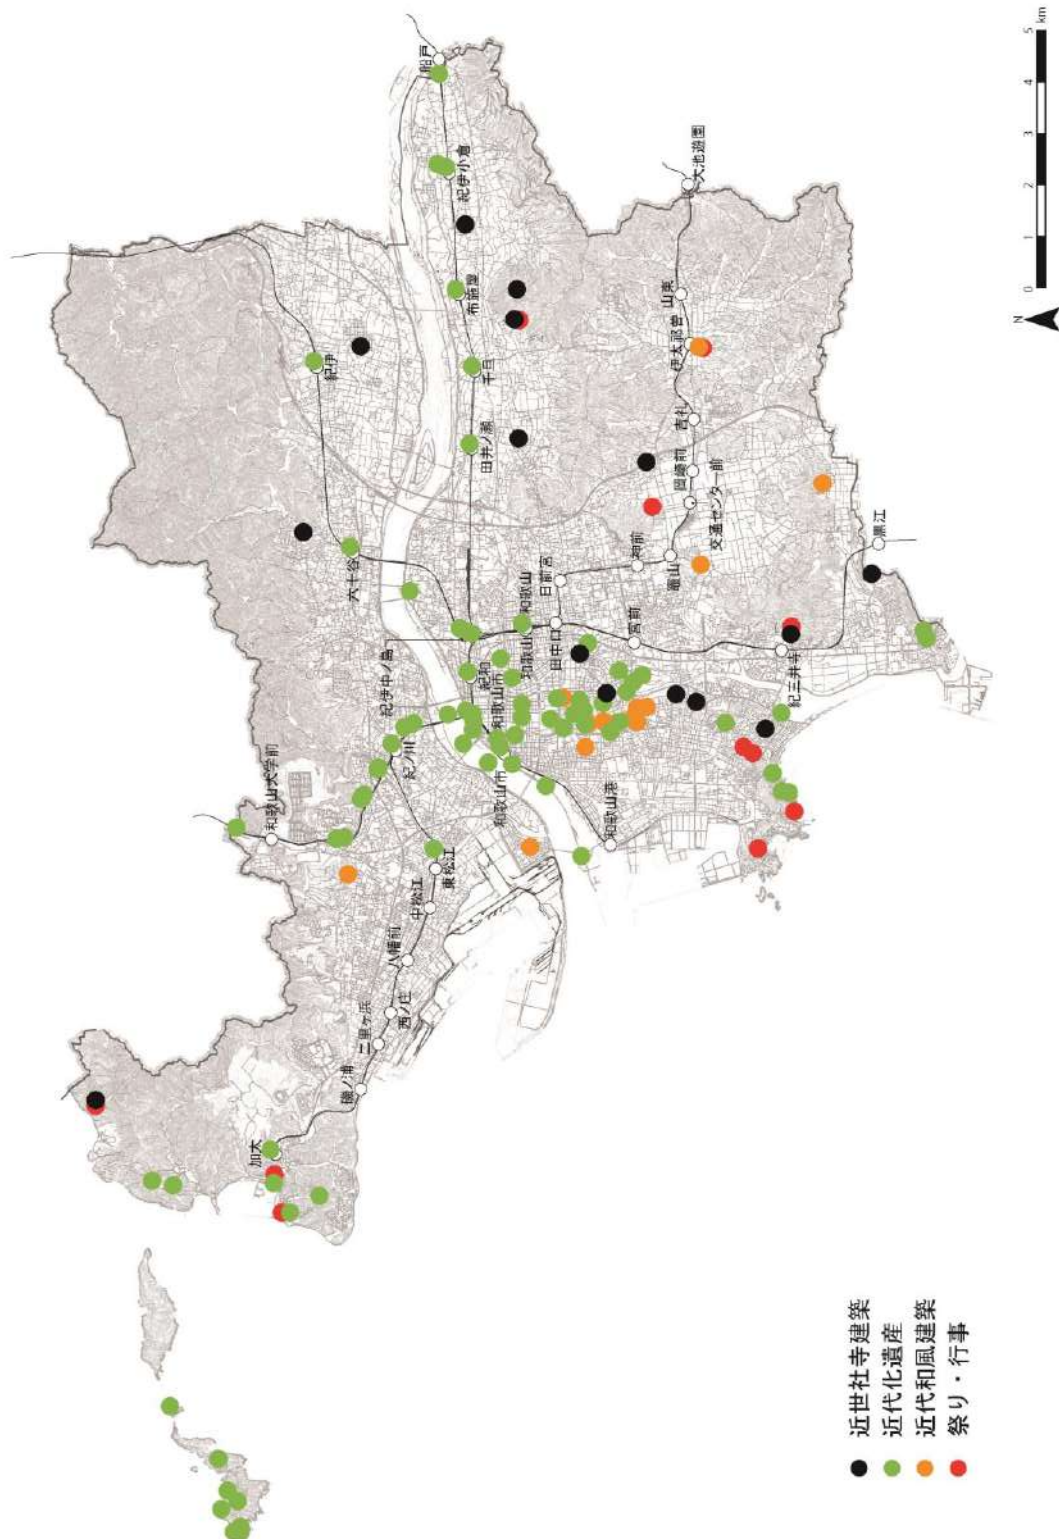 船戸
紀伊小倉
布施屋
千旦
田井ノ瀬
紀伊
六十谷
紀伊中ノ島
紀和
和歌山市
和歌山
田中口
日前宮
神前
竈山
交通センター前
岡崎前
吉礼
伊太祈曽
山東
大池遊園
宮前
紀三井寺
黒江
和歌山大学前
紀ノ川
和歌山市
和歌山港
東松江
中松江
八幡前
西ノ庄
二里ヶ浜
磯ノ浦
加太
N
0 1 2 3 4 5 km
近世社寺建築
近代化遺産
近代和風建築
祭り・行事